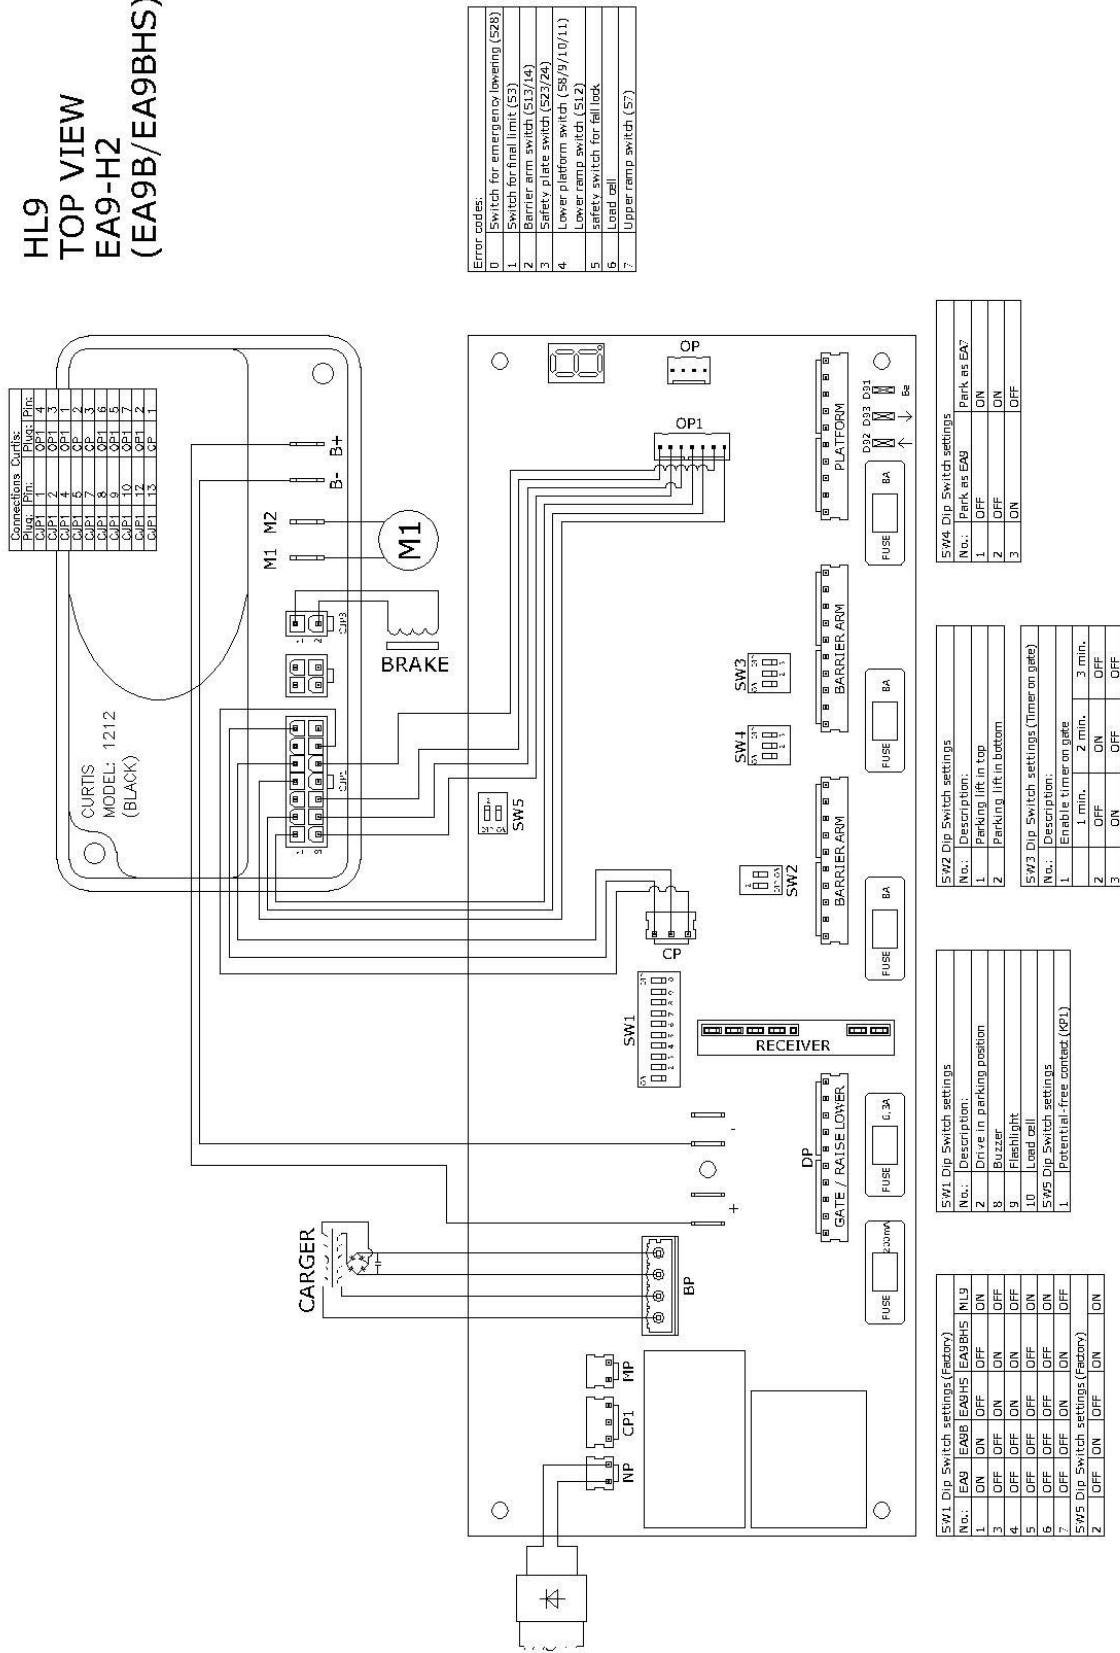 HL9
TOP VIEW
EA9-H2
(EA9B/EA9BHS)
Error codes:
0 Switch for emergency lowering (S28)
1 Switch for final limit (S3)
2 Barrier arm switch (S13/14)
3 Safety plate switch (S23/24)
4 Lower platform switch (S8/9/10/11)
Lower ramp switch (S12)
5 safety switch for fall lock
6 Load cell
7 Upper ramp switch (S7)
Connections Curtis:
Plug: Pin: Plug: Pin:
CJP1 1 OP1 4
CJP1 2 OP1 3
CJP1 4 OP1 1
CJP1 5 CP 2
CJP1 7 CP 3
CJP1 8 OP1 6
CJP1 9 OP1 5
CJP1 10 OP1 7
CJP1 12 OP1 2
CJP1 13 CP 1
CURTIS
MODEL: 1212
(BLACK)
M1 M2 B- B+
M1
CJP3
BRAKE
CJP1
CARGER
OP
OP1
SW5
SW3
SW4
SW2
CP
SW1
RECEIVER
+ -
BP
MP
CP1
NP
DP
GATE / RAISE LOWER
BARRIER ARM
BARRIER ARM
PLATFORM
D92 D93 D91
FUSE 200mA
FUSE 6.3A
FUSE 8A
FUSE 8A
FUSE 8A
SW1 Dip Switch settings (Factory)
No.: EA9 EA9B EA9HS EA9BHS ML9
1 ON ON OFF OFF ON
3 OFF OFF ON ON OFF
4 OFF OFF ON ON OFF
5 OFF OFF OFF OFF ON
6 OFF OFF OFF OFF ON
7 OFF OFF OFF ON OFF
SW5 Dip Switch settings (Factory)
2 OFF ON OFF ON ON
SW1 Dip Switch settings
No.: Description:
2 Drive in parking position
8 Buzzer
9 Flashlight
10 Load cell
SW5 Dip Switch settings
1 Potential-free contact (KP1)
SW2 Dip Switch settings
No.: Description:
1 Parking lift in top
2 Parking lift in bottom
SW3 Dip Switch settings (Timer on gate)
No.: Description:
1 Enable timer on gate
1 min. 2 min. 3 min.
2 OFF ON OFF
3 ON OFF OFF
SW4 Dip Switch settings
No.: Park as EA9 Park as EA7
1 OFF ON
2 OFF ON
3 ON OFF